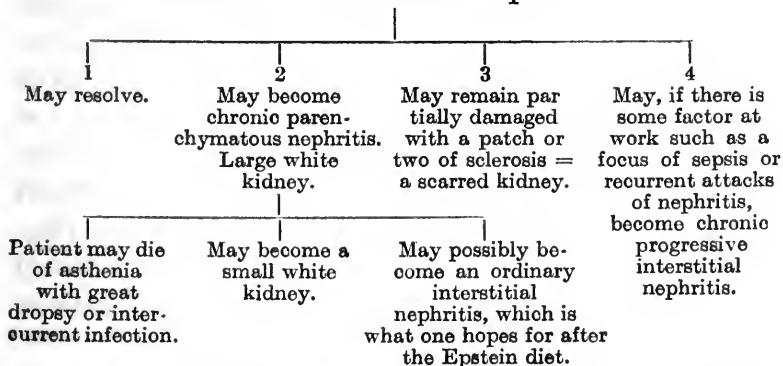 1
May resolve.
2
May become
chronic paren-
chymatous nephritis.
Large white
kidney.
3
May remain par
tially damaged
with a patch or
two of sclerosis =
a scarred kidney.
4
May, if there is
some factor at
work such as a
focus of sepsis or
recurrent attacks
of nephritis,
become chronic
progressive
interstitial
nephritis.
Patient may die
of asthenia
with great
dropsy or inter-
current infection.
May become a
small white
kidney.
May possibly be-
come an ordinary
interstitial
nephritis, which is
what one hopes for after
the Epstein diet.